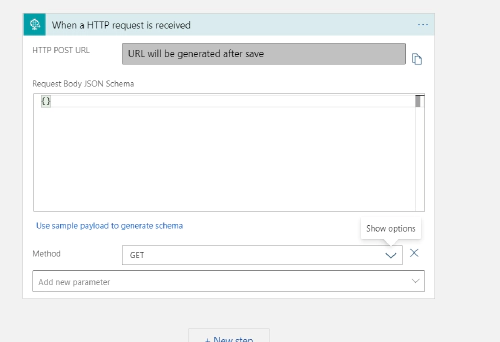 When a HTTP request is received
...
HTTP POST URL
URL will be generated after save
Request Body JSON Schema
{}
Use sample payload to generate schema
Show options
Method
GET
Add new parameter
+ New step